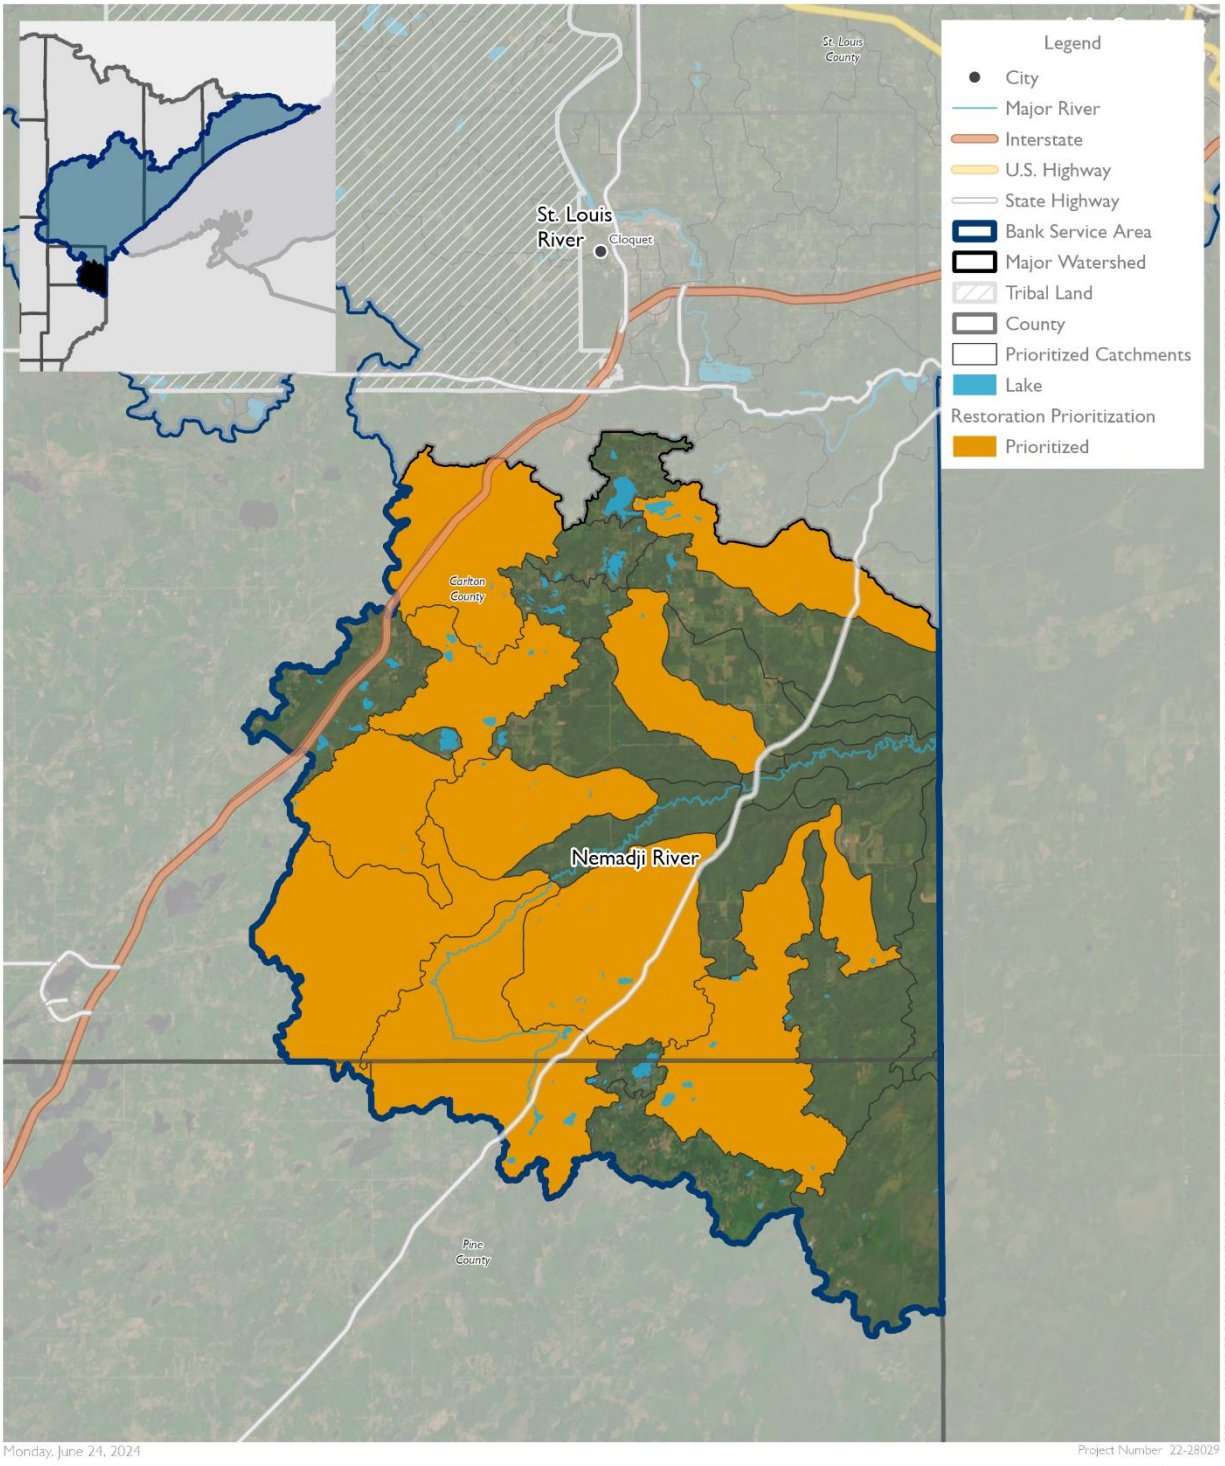 St. Louis
County
Legend
City
Major River
Interstate
U.S. Highway
State Highway
Bank Service Area
Major Watershed
Tribal Land
County
Prioritized Catchments
Lake
Restoration Prioritization
Prioritized
St. Louis
River
Cloquet
Carlton
County
Nemadji River
Pine
County
Monday, June 24, 2024
Project Number 22-28029